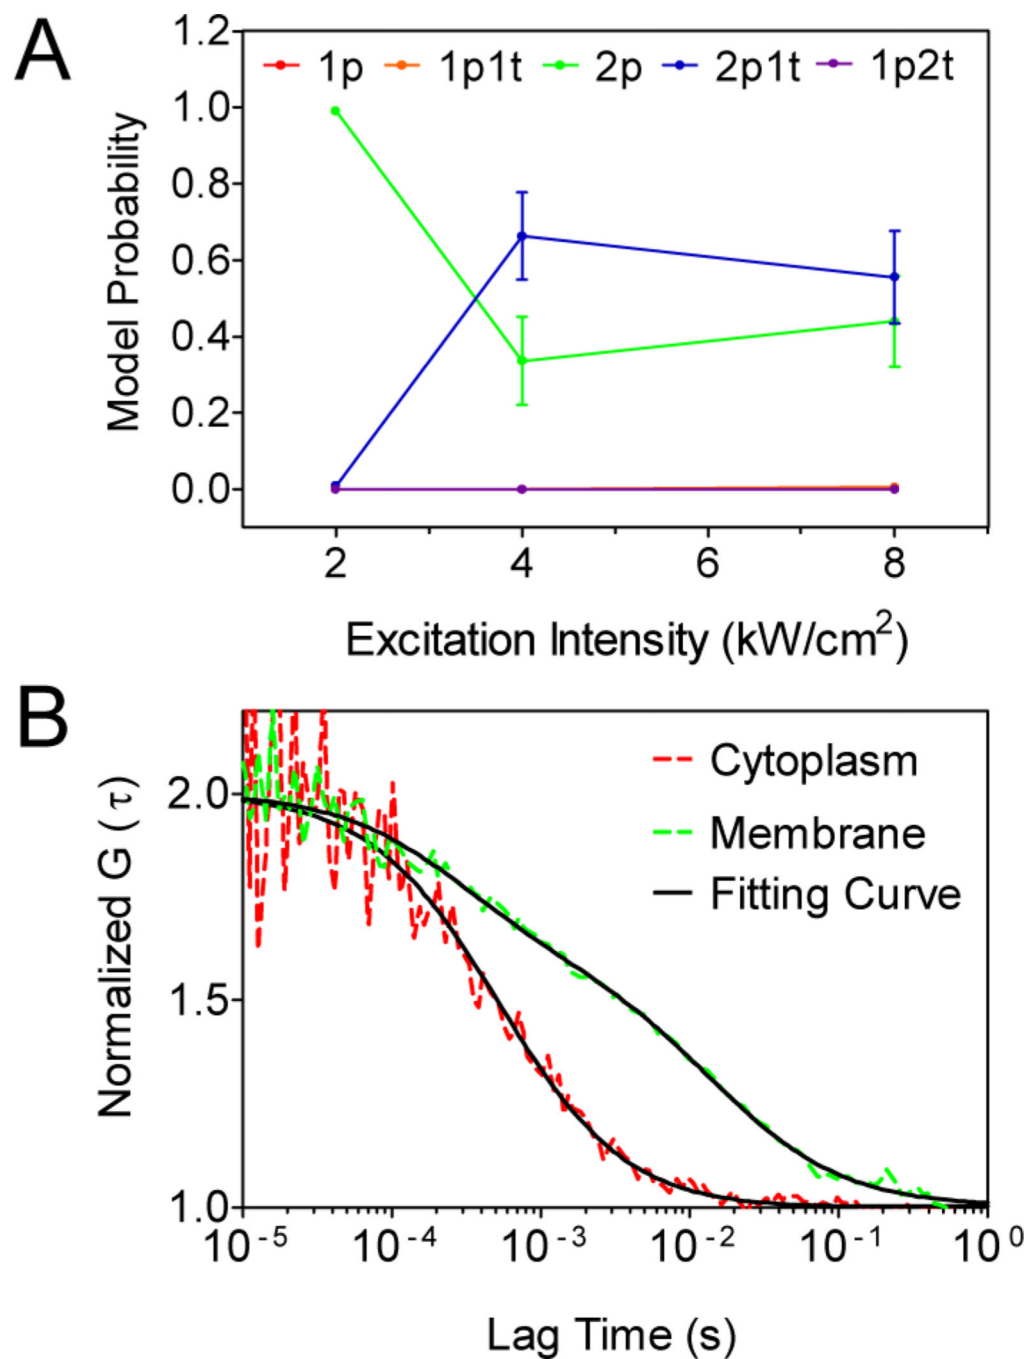 A
1.2
1p 1p1t 2p 2p1t 1p2t
1.0
0.8
0.6
0.4
0.2
0.0
Model Probability
2 4 6 8
Excitation Intensity (kW/cm²)
B
Cytoplasm
Membrane
Fitting Curve
2.0
1.5
1.0
Normalized G (τ)
10⁻⁵ 10⁻⁴ 10⁻³ 10⁻² 10⁻¹ 10⁰
Lag Time (s)